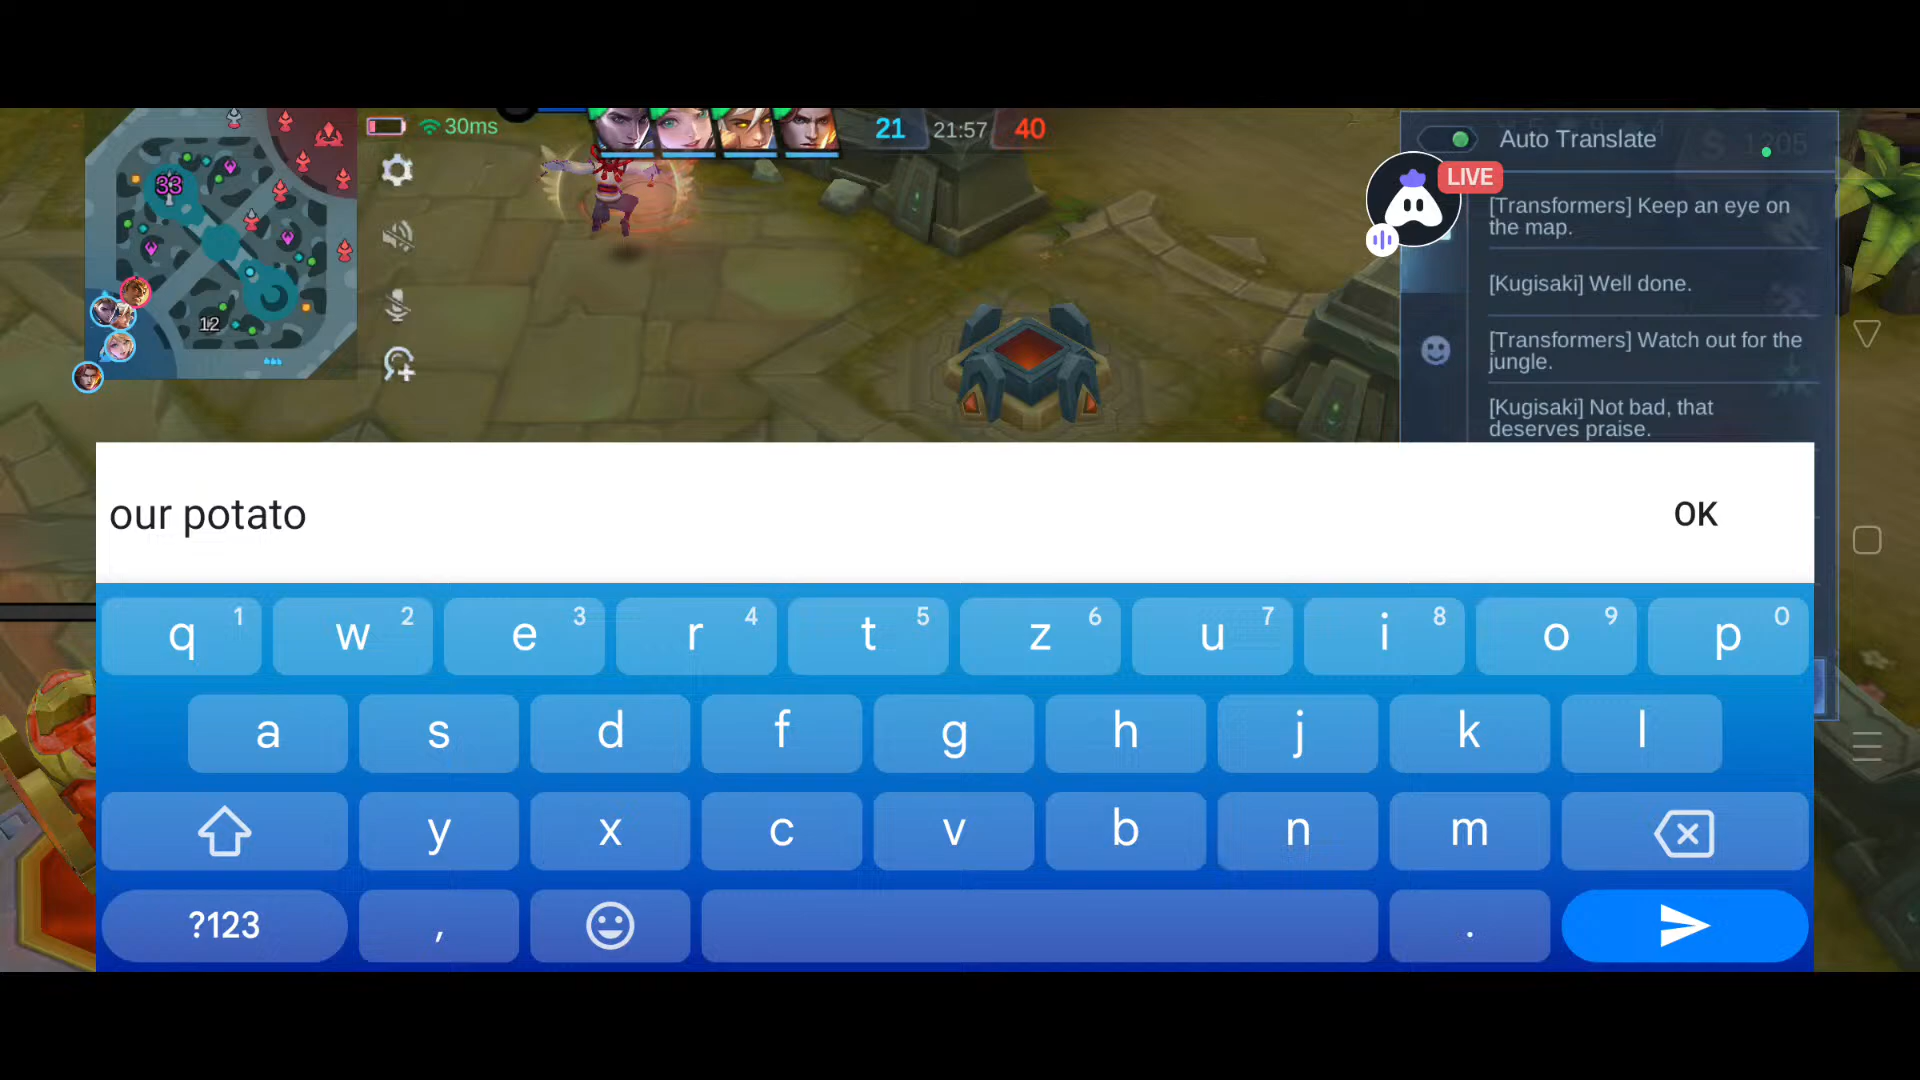 30ms
21
21:57
40
Auto Translate
1305
LIVE
[Transformers] Keep an eye on
the map.
[Kugisaki] Well done.
[Transformers] Watch out for the
jungle.
[Kugisaki] Not bad, that
deserves praise.
33
12
our potato
OK
q 1 w 2 e 3 r 4 t 5 z 6 u 7 i 8 o 9 p 0
a s d f g h j k l
y x c v b n m
?123 , .